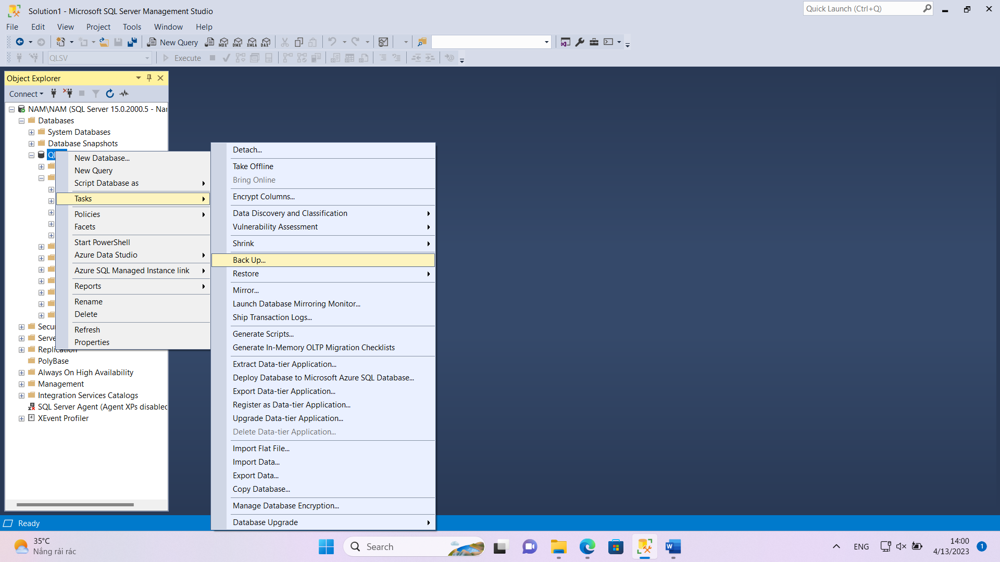 Solution1 - Microsoft SQL Server Management Studio
Quick Launch (Ctrl+Q)
File Edit View Project Tools Window Help
New Query MDX DMX XMLA DAX
QLSV Execute
Object Explorer
Connect
NAM\NAM (SQL Server 15.0.2000.5 - Nar
Databases
System Databases
Database Snapshots
New Database...
New Query
Script Database as
Tasks
Policies
Facets
Start PowerShell
Azure Data Studio
Azure SQL Managed Instance link
Reports
Rename
Delete
Refresh
Properties
Detach...
Take Offline
Bring Online
Encrypt Columns...
Data Discovery and Classification
Vulnerability Assessment
Shrink
Back Up...
Restore
Mirror...
Launch Database Mirroring Monitor...
Ship Transaction Logs...
Generate Scripts...
Generate In-Memory OLTP Migration Checklists
Extract Data-tier Application...
Deploy Database to Microsoft Azure SQL Database...
Export Data-tier Application...
Register as Data-tier Application...
Upgrade Data-tier Application...
Delete Data-tier Application...
Import Flat File...
Import Data...
Export Data...
Copy Database...
Manage Database Encryption...
Database Upgrade
Secu
Serve
Replication
PolyBase
Always On High Availability
Management
Integration Services Catalogs
SQL Server Agent (Agent XPs disabled
XEvent Profiler
Ready
35°C
Nắng rải rác
Search
ENG
14:00
4/13/2023
1